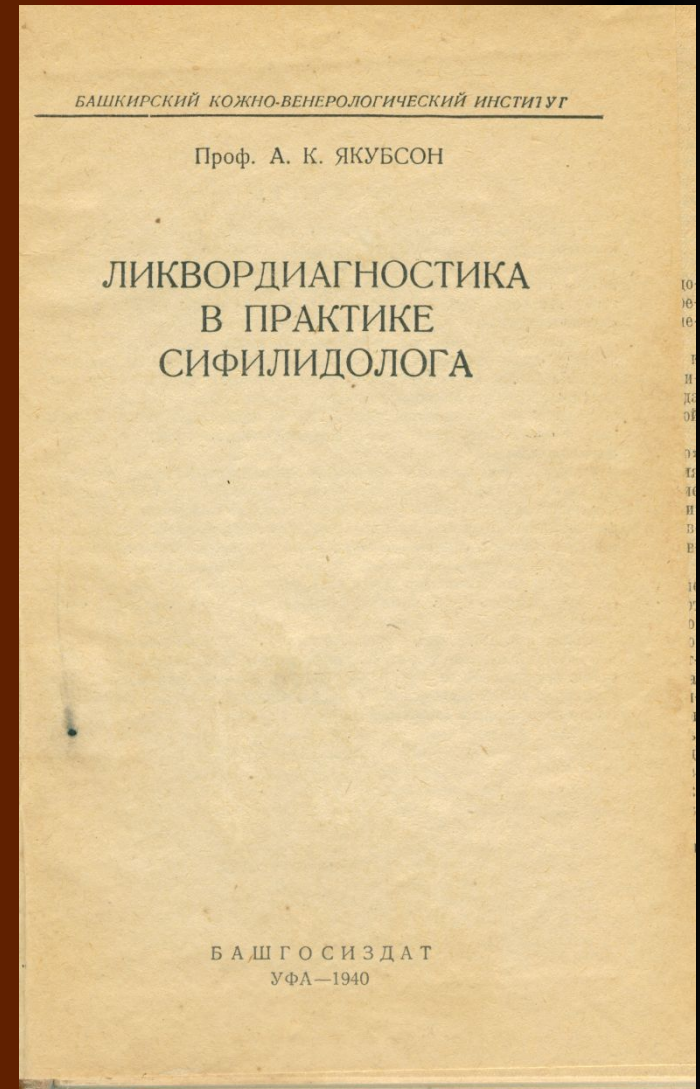 БАШКИРСКИЙ КОЖНО-ВЕНЕРОЛОГИЧЕСКИЙ ИНСТИТУТ
Проф. А. К. ЯКУБСОН
ЛИКВОРДИАГНОСТИКА
В ПРАКТИКЕ
СИФИЛИДОЛОГА
БАШГОСИЗДАТ
УФА—1940